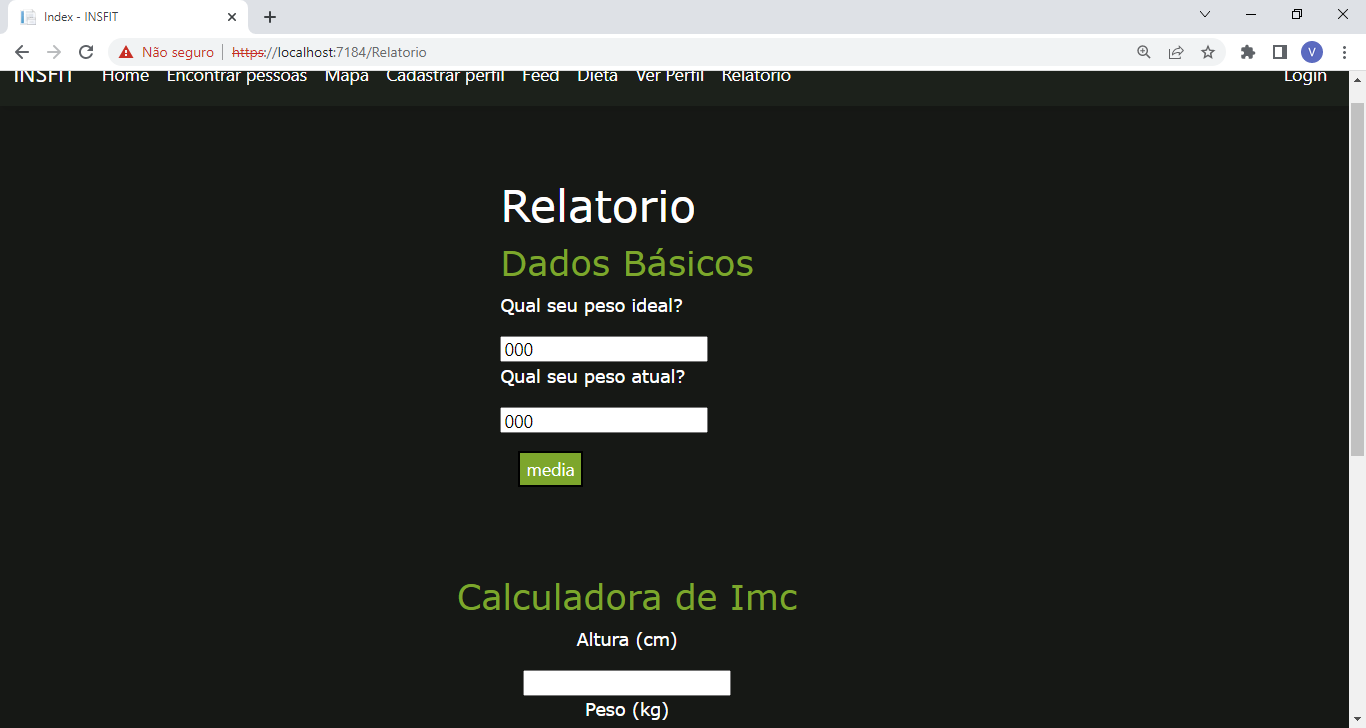 Index - INSFIT
Não seguro https://localhost:7184/Relatorio
V
INSFIT Home Encontrar pessoas Mapa Cadastrar perfil Feed Dieta Ver Perfil Relatorio Login
Relatorio
Dados Básicos
Qual seu peso ideal?
000
Qual seu peso atual?
000
media
Calculadora de Imc
Altura (cm)
Peso (kg)